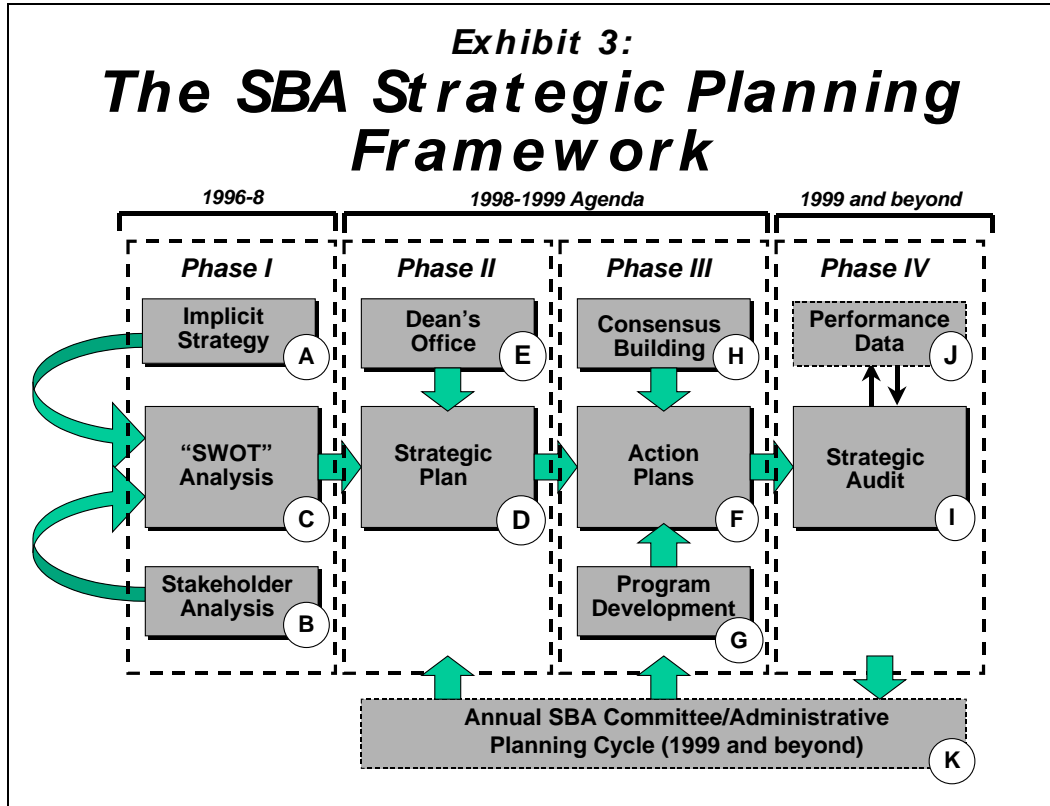 Exhibit 3:
The SBA Strategic Planning
Framework
1996-8
1998-1999 Agenda
1999 and beyond
Phase I
Phase II
Phase III
Phase IV
Implicit
Strategy
A
Dean's
Office
E
Consensus
Building
H
Performance
Data
J
“SWOT”
Analysis
C
Strategic
Plan
D
Action
Plans
F
Strategic
Audit
I
Stakeholder
Analysis
B
Program
Development
G
Annual SBA Committee/Administrative
Planning Cycle (1999 and beyond)
K